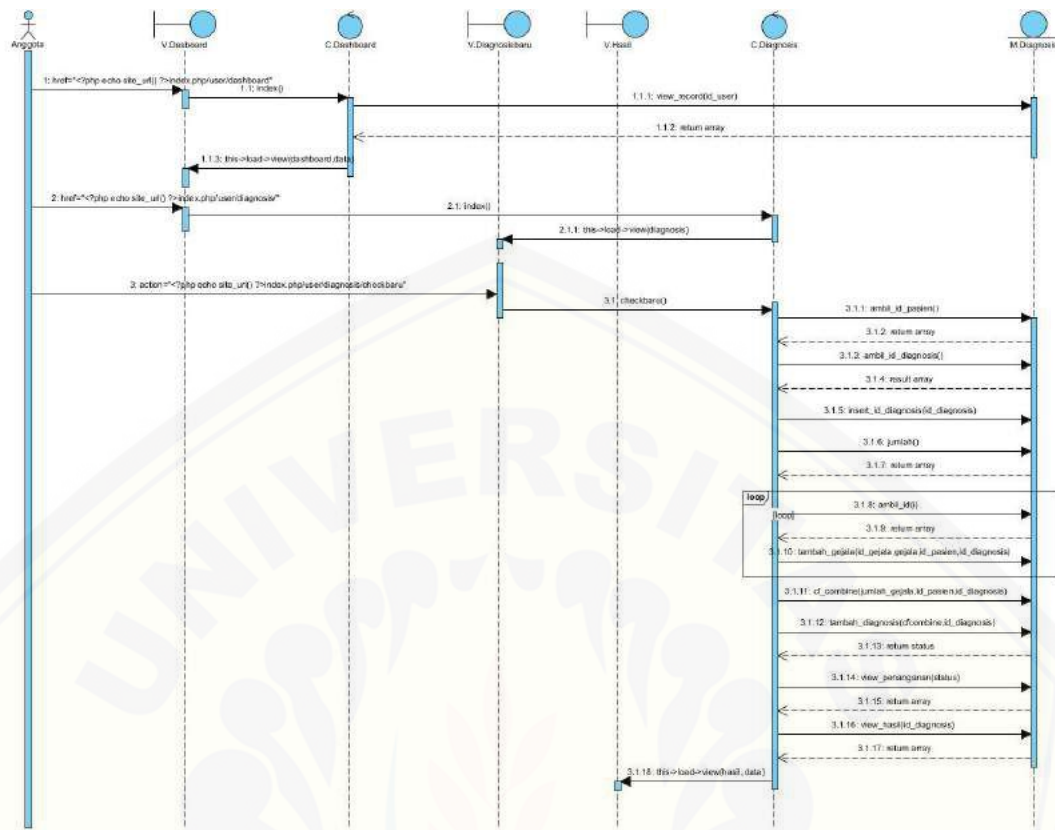 Anggota
V.Dasboard
C.Dashboard
V.Diagnosisbaru
V.Hasil
C.Diagnosis
M.Diagnosis
1: href="<?php echo site_url() ?>index.php/user/dashboard"
1.1: index()
1.1.1: view_record(id_user)
1.1.2: return array
1.1.3: this->load->view(dashboard,data)
2: href="<?php echo site_url() ?>index.php/user/diagnosis/"
2.1: index()
2.1.1: this->load->view(diagnosis)
3: action="<?php echo site_url() ?>index.php/user/diagnosis/checkbaru"
3.1: checkbaru()
3.1.1: ambil_id_pasien()
3.1.2: return array
3.1.3: ambil_id_diagnosis()
3.1.4: result array
3.1.5: insert_id_diagnosis(id_diagnosis)
3.1.6: jumlah()
3.1.7: return array
loop
[loop]
3.1.8: ambil_id(i)
3.1.9: return array
3.1.10: tambah_gejala(id_gejala,gejala,id_pasien,id_diagnosis)
3.1.11: cf_combine(jumlah_gejala,id_pasien,id_diagnosis)
3.1.12: tambah_diagnosis(cfcombine,id_diagnosis)
3.1.13: return status
3.1.14: view_penanganan(status)
3.1.15: return array
3.1.16: view_hasil(id_diagnosis)
3.1.17: return array
3.1.18: this->load->view(hasil,data)
UNIVERSIT